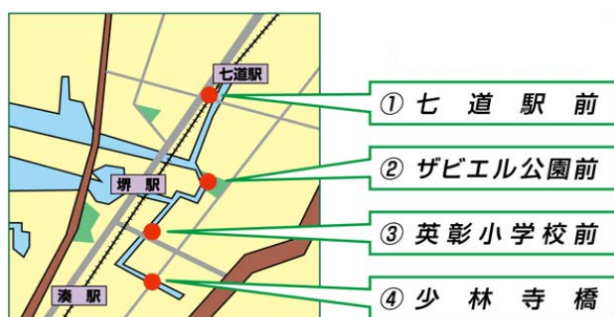 七道駅
堺駅
湊駅
① 七道駅前
② ザビエル公園前
③ 英彰小学校前
④ 少林寺橋